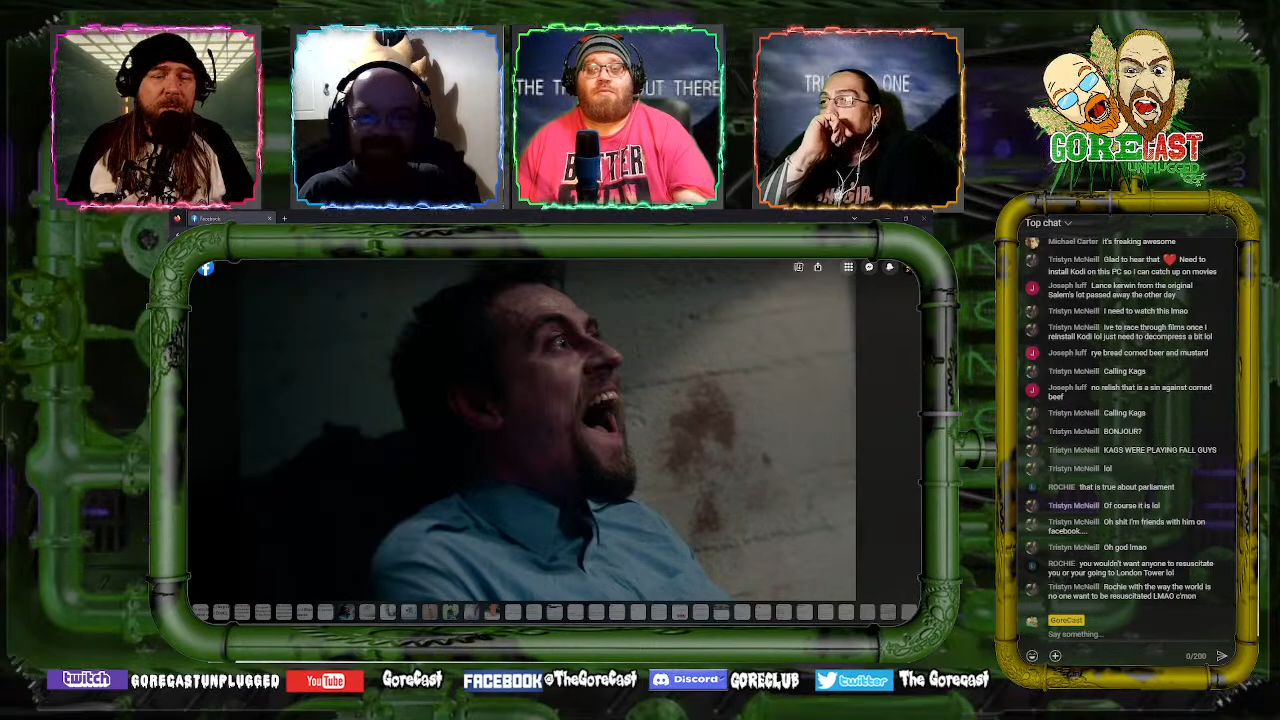 THE T OUT THERE
TRU ONE
BETTER
GORECAST
UNPLUGGED
facebook
Top chat
Michael Carter it's freaking awesome
Tristyn McNeill Glad to hear that ❤️ Need to
install Kodi on this PC so I can catch up on movies
Joseph luff Lance kerwin from the original
Salem's lot passed away the other day
Tristyn McNeill I need to watch this lmao
Tristyn McNeill Ive to race through films once I
reinstall Kodi lol just need to decompress a bit lol
Joseph luff rye bread corned beer and mustard
Tristyn McNeill Calling Kags
Joseph luff no relish that is a sin against corned
beef
Tristyn McNeill Calling Kags
Tristyn McNeill BONJOUR?
Tristyn McNeill KAGS WERE PLAYING FALL GUYS
Tristyn McNeill lol
ROCHIE that is true about parliament
Tristyn McNeill Of course it is lol
Tristyn McNeill Oh shit I'm friends with him on
facebook....
Tristyn McNeill Oh god lmao
ROCHIE you wouldn't want anyone to resuscitate
you or your going to London Tower lol
Tristyn McNeill Rochie with the way the world is
no one want to be resuscitated LMAO c'mon
GoreCast
Say something...
0/200
twitch GORECASTUNPLUGGED YouTube GoreCast FACEBOOK @TheGoreCast Discord GORECLUB twitter The Gorecast